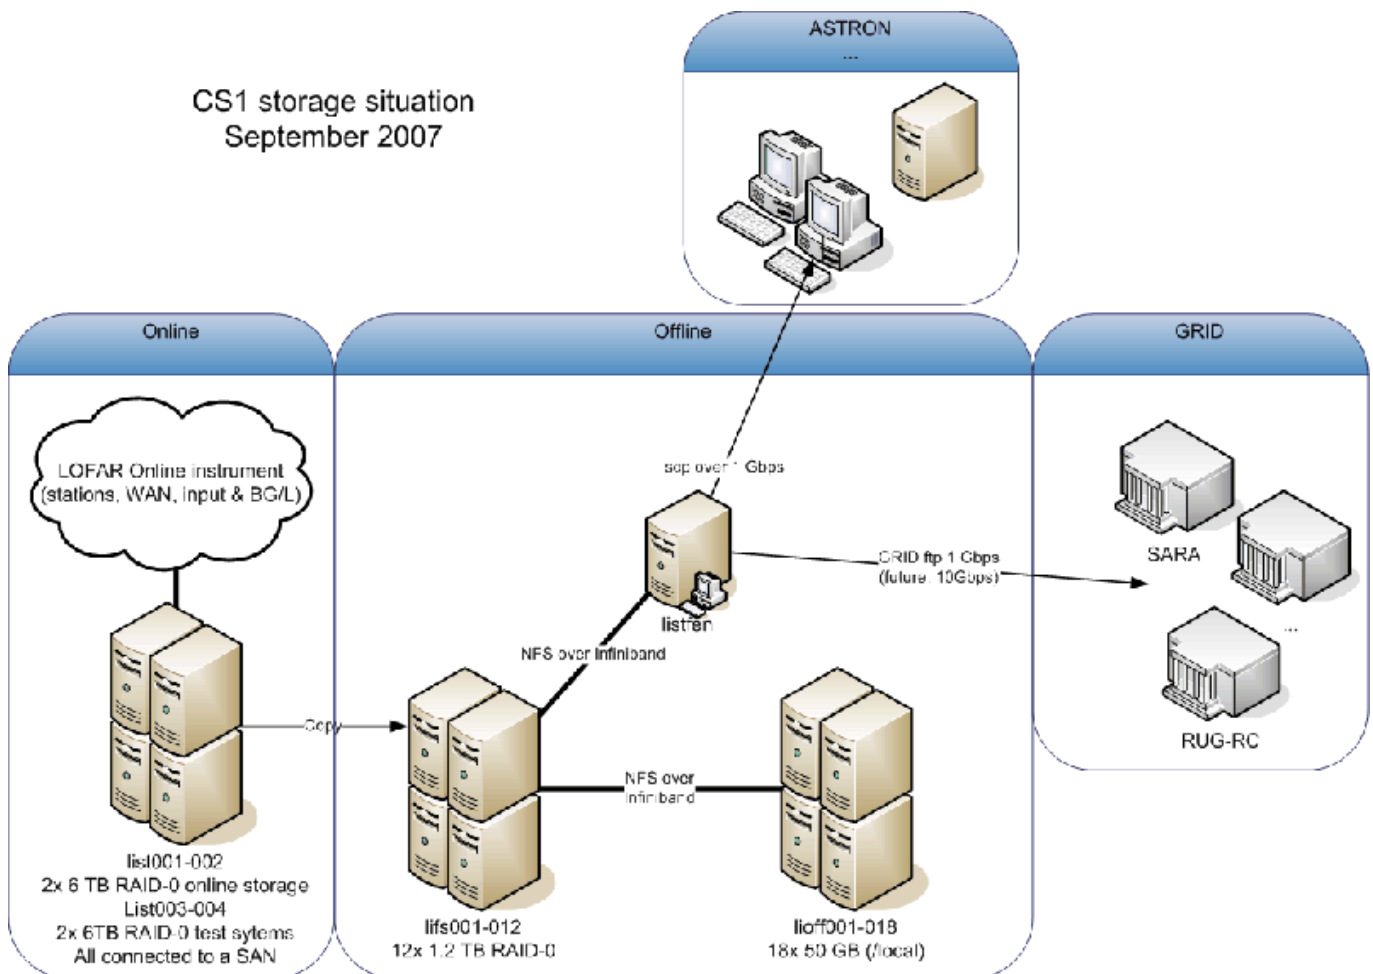 CS1 storage situation
September 2007
ASTRON
...
Online
Offline
GRID
LOFAR Online instrument
(stations, WAN, input & BG/L)
scp over 1 Gbps
GRID ftp 1 Gbps
(future: 10Gbps)
SARA
...
RUG-RC
listfen
NFS over Infiniband
Copy
NFS over
Infiniband
list001-002
2x 6 TB RAID-0 online storage
List003-004
2x 6TB RAID-0 test sytems
All connected to a SAN
lifs001-012
12x 1.2 TB RAID-0
lioff001-018
18x 50 GB (/local)